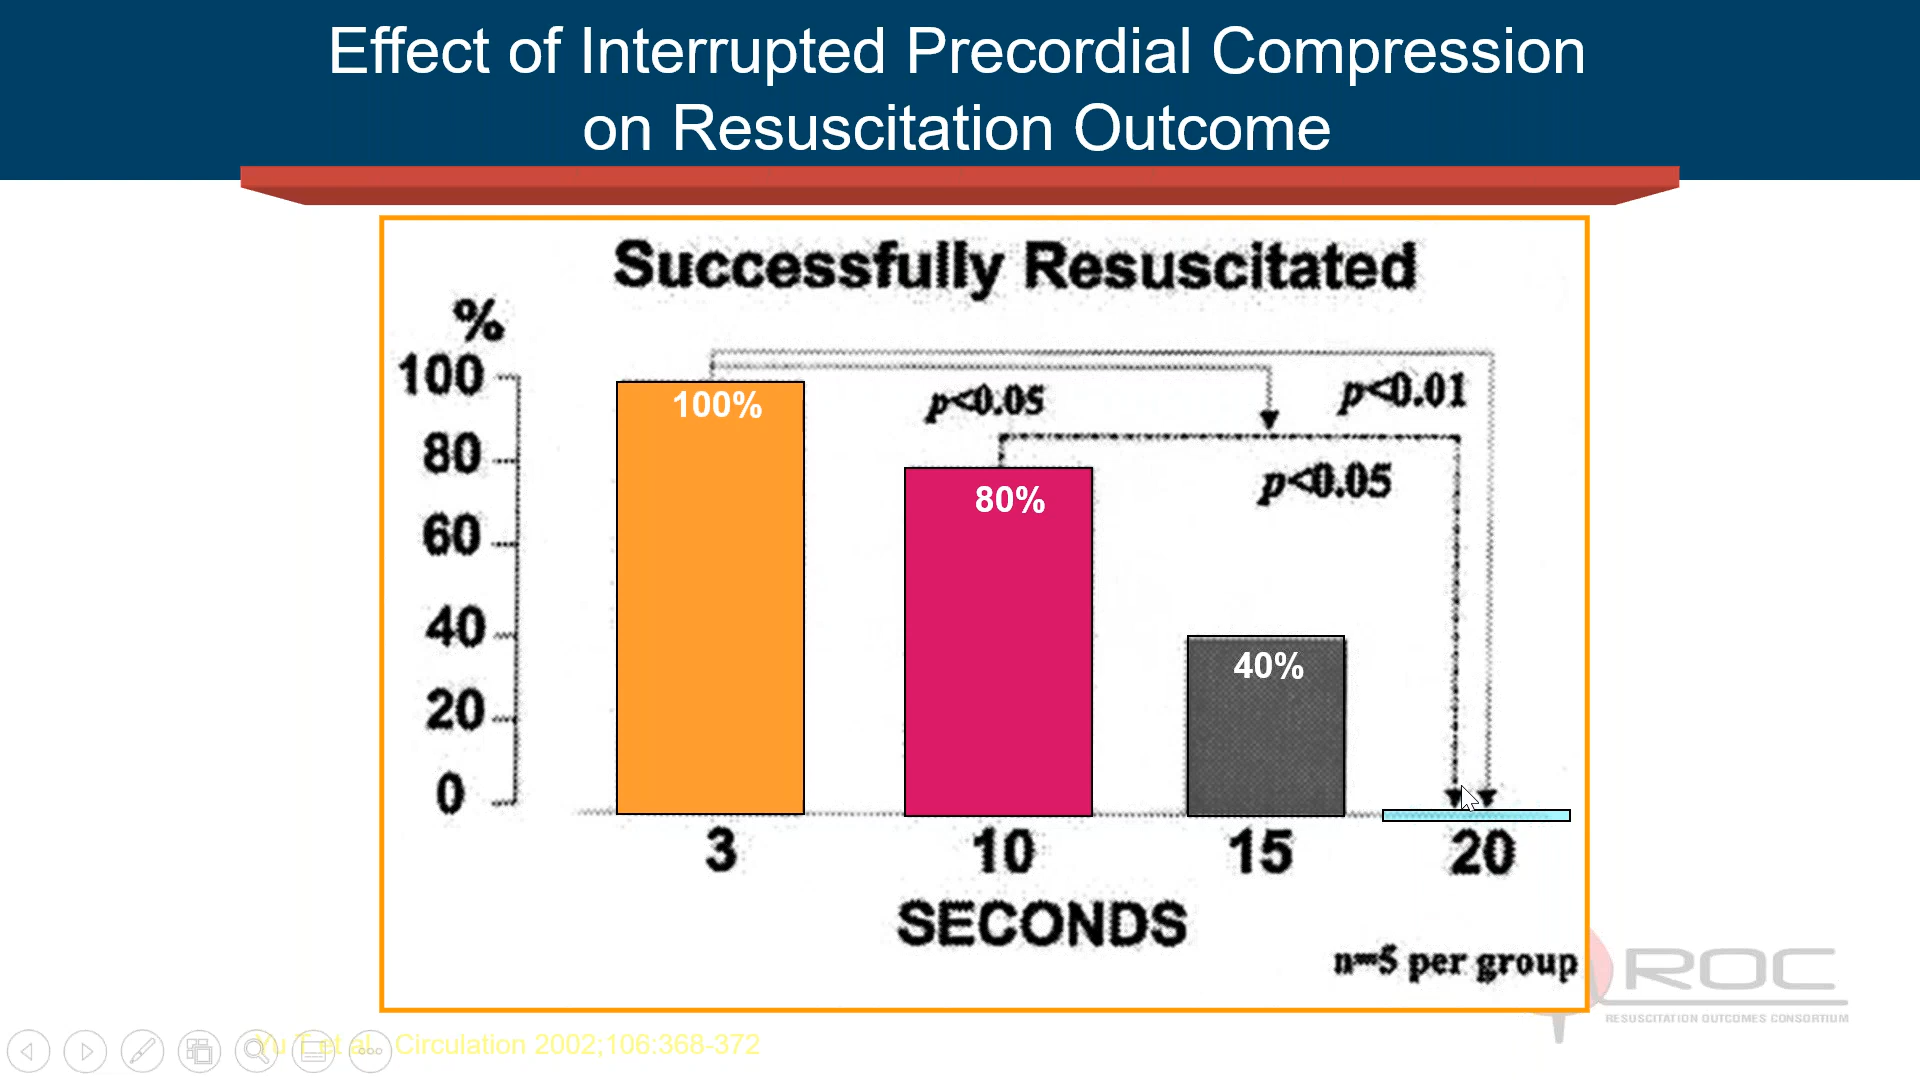 Effect of Interrupted Precordial Compression
on Resuscitation Outcome
Successfully Resuscitated
%
100
80
60
40
20
0
100%
80%
40%
p<0.05
p<0.01
p<0.05
3 10 15 20
SECONDS
n=5 per group
ROC
RESUSCITATION OUTCOMES CONSORTIUM
Yu T et al. Circulation 2002;106:368-372